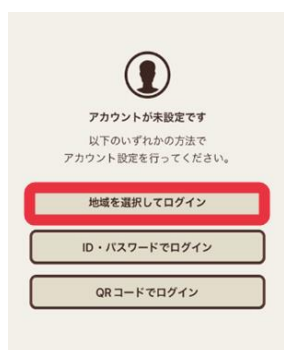 アカウントが未設定です
以下のいずれかの方法で
アカウント設定を行ってください。
地域を選択してログイン
ID・パスワードでログイン
QRコードでログイン